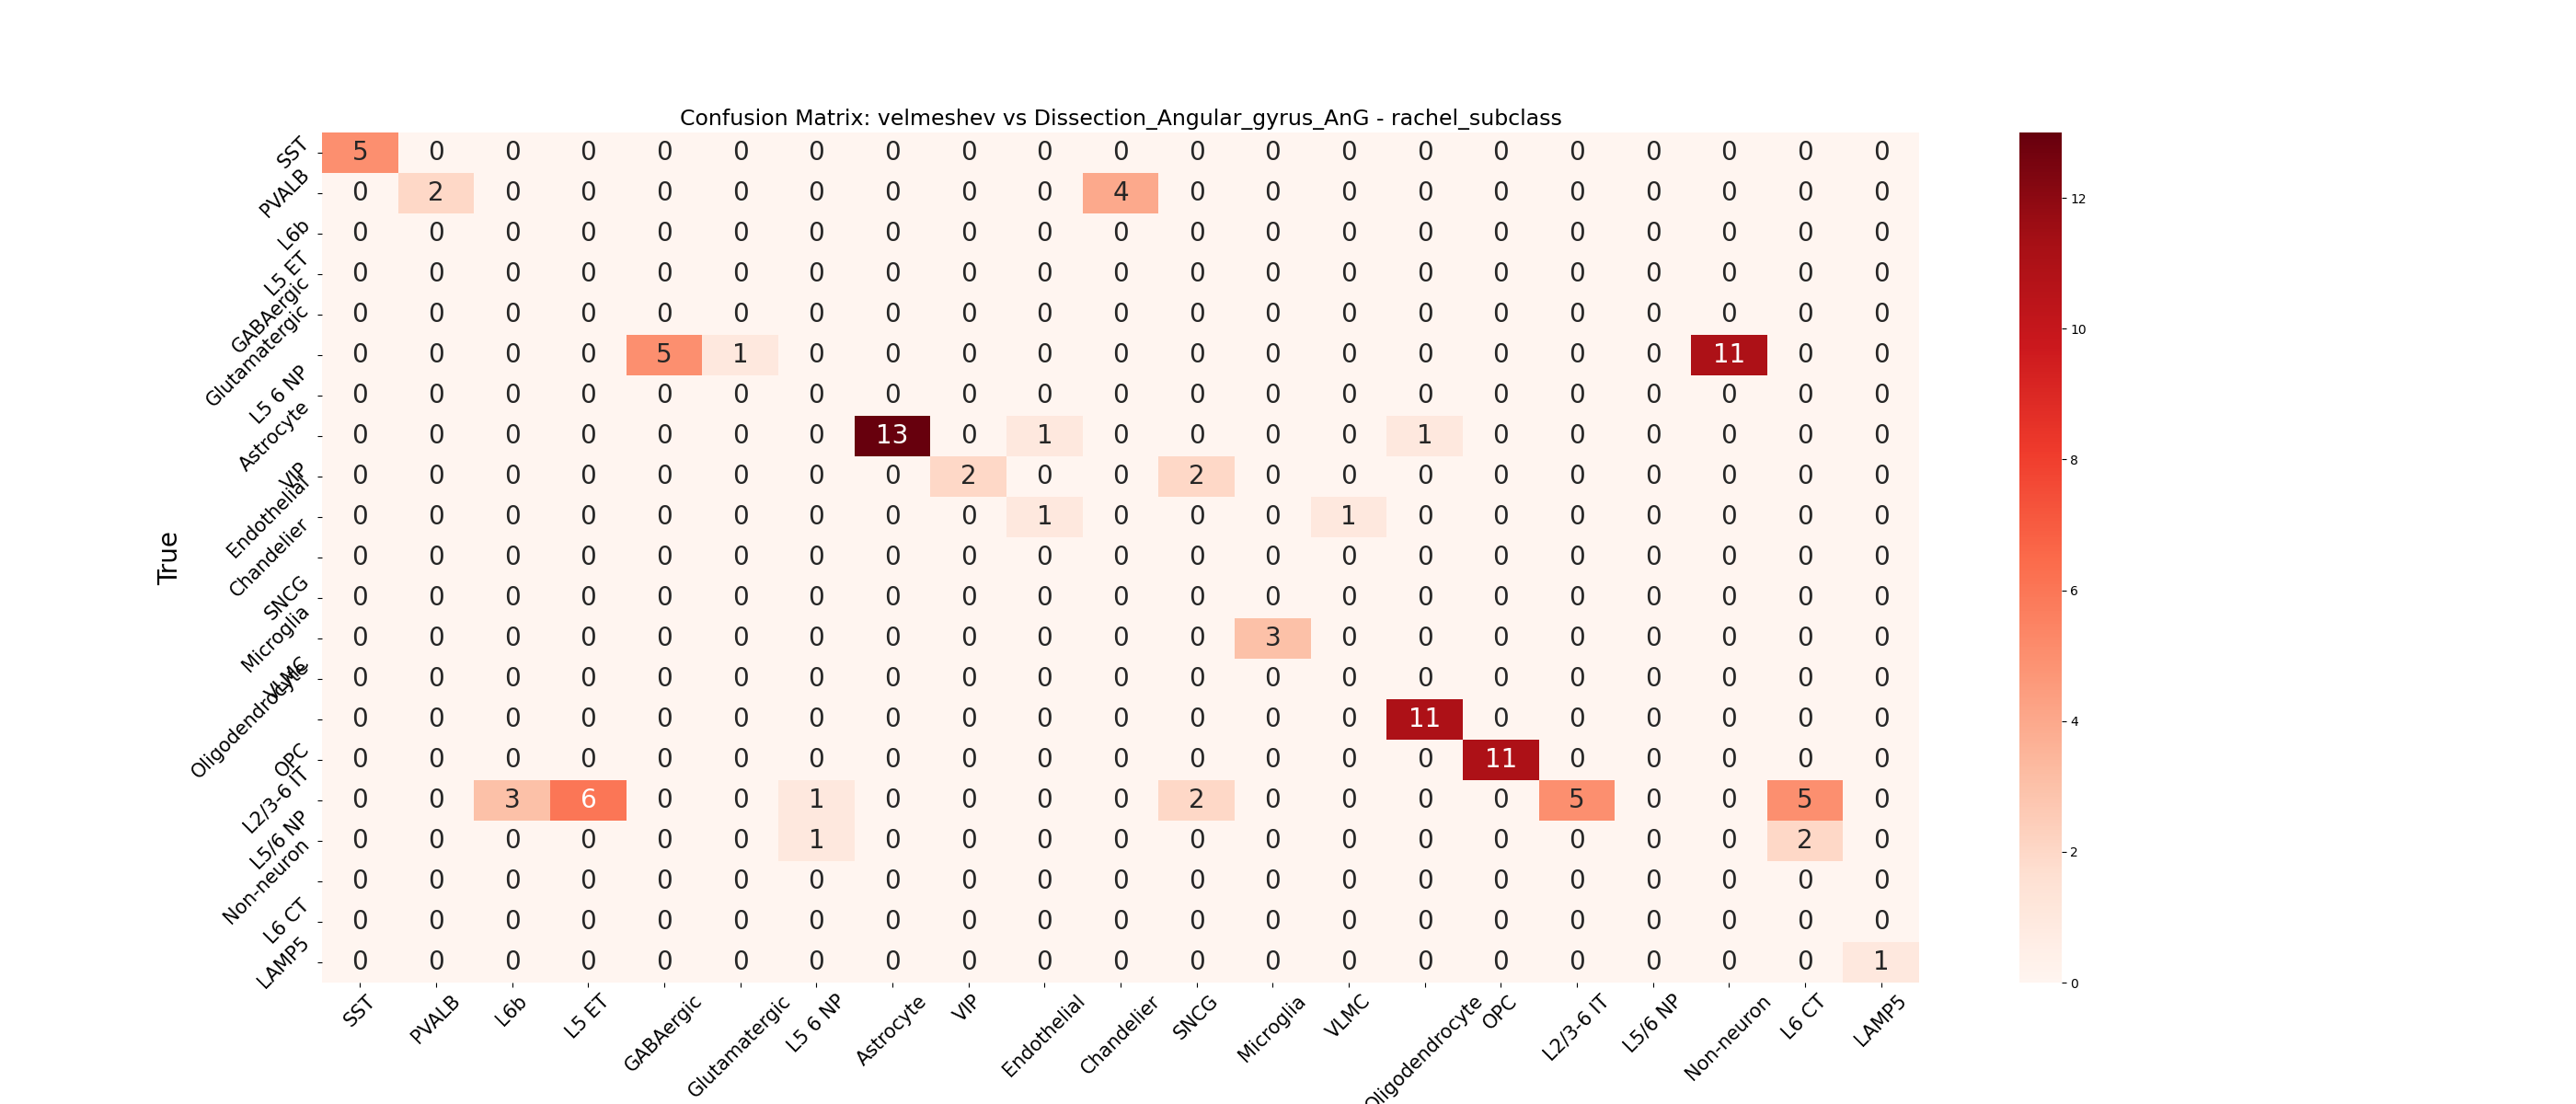 Confusion Matrix: velmeshev vs Dissection_Angular_gyrus_AnG - rachel_subclass
True
SST 5 0 0 0 0 0 0 0 0 0 0 0 0 0 0 0 0 0 0 0 0
PVALB 0 2 0 0 0 0 0 0 0 0 4 0 0 0 0 0 0 0 0 0 0
L6b 0 0 0 0 0 0 0 0 0 0 0 0 0 0 0 0 0 0 0 0 0
L5 ET 0 0 0 0 0 0 0 0 0 0 0 0 0 0 0 0 0 0 0 0 0
GABAergic 0 0 0 0 0 0 0 0 0 0 0 0 0 0 0 0 0 0 0 0 0
Glutamatergic 0 0 0 0 5 1 0 0 0 0 0 0 0 0 0 0 0 0 11 0 0
L5 6 NP 0 0 0 0 0 0 0 0 0 0 0 0 0 0 0 0 0 0 0 0 0
Astrocyte 0 0 0 0 0 0 0 13 0 1 0 0 0 0 1 0 0 0 0 0 0
VIP 0 0 0 0 0 0 0 0 2 0 0 2 0 0 0 0 0 0 0 0 0
Endothelial 0 0 0 0 0 0 0 0 0 1 0 0 0 1 0 0 0 0 0 0 0
Chandelier 0 0 0 0 0 0 0 0 0 0 0 0 0 0 0 0 0 0 0 0 0
SNCG 0 0 0 0 0 0 0 0 0 0 0 0 0 0 0 0 0 0 0 0 0
Microglia 0 0 0 0 0 0 0 0 0 0 0 0 3 0 0 0 0 0 0 0 0
VLMC 0 0 0 0 0 0 0 0 0 0 0 0 0 0 0 0 0 0 0 0 0
Oligodendrocyte 0 0 0 0 0 0 0 0 0 0 0 0 0 0 11 0 0 0 0 0 0
OPC 0 0 0 0 0 0 0 0 0 0 0 0 0 0 0 11 0 0 0 0 0
L2/3-6 IT 0 0 3 6 0 0 1 0 0 0 0 2 0 0 0 0 5 0 0 5 0
L5/6 NP 0 0 0 0 0 0 1 0 0 0 0 0 0 0 0 0 0 0 0 2 0
Non-neuron 0 0 0 0 0 0 0 0 0 0 0 0 0 0 0 0 0 0 0 0 0
L6 CT 0 0 0 0 0 0 0 0 0 0 0 0 0 0 0 0 0 0 0 0 0
LAMP5 0 0 0 0 0 0 0 0 0 0 0 0 0 0 0 0 0 0 0 0 1
SST PVALB L6b L5 ET GABAergic Glutamatergic L5 6 NP Astrocyte VIP Endothelial Chandelier SNCG Microglia VLMC Oligodendrocyte OPC L2/3-6 IT L5/6 NP Non-neuron L6 CT LAMP5
12
10
8
6
4
2
0